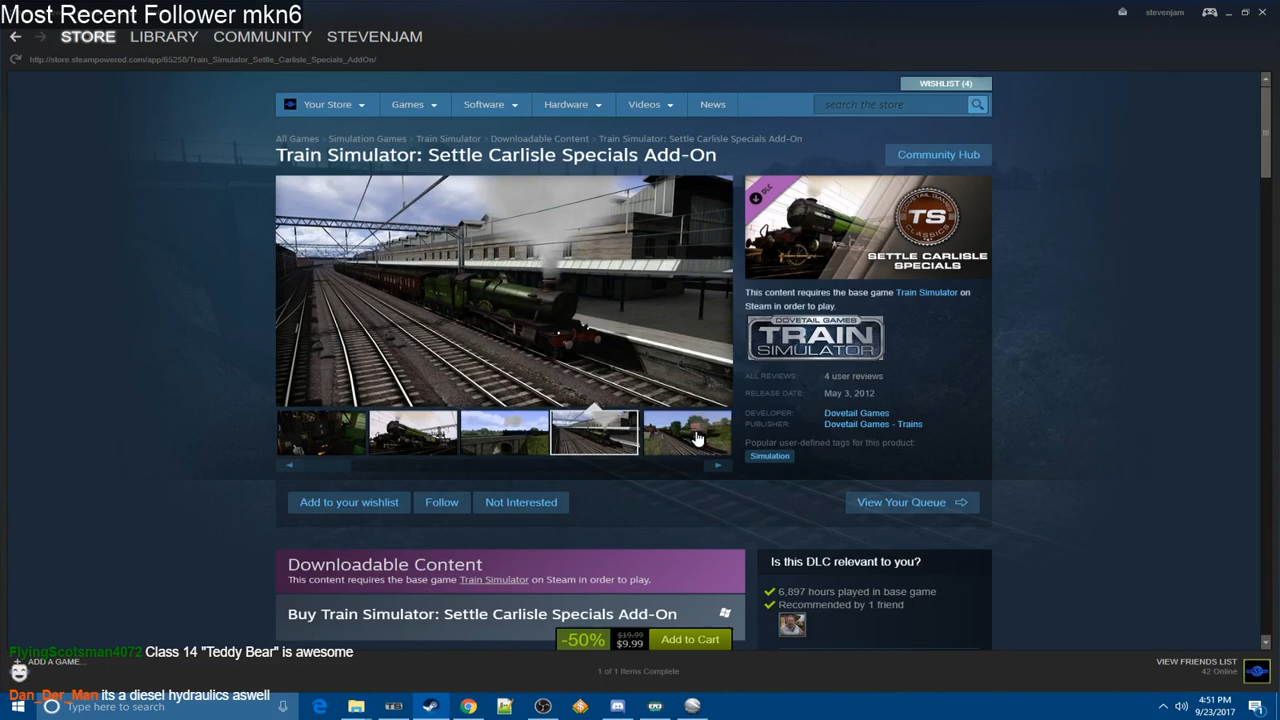 Most Recent Follower mkn6
stevenjam
STORE LIBRARY COMMUNITY STEVENJAM
http://store.steampowered.com/app/65258/Train_Simulator_Settle_Carlisle_Specials_AddOn/
WISHLIST (4)
Your Store Games Software Hardware Videos News search the store
All Games > Simulation Games > Train Simulator > Downloadable Content > Train Simulator: Settle Carlisle Specials Add-On
Train Simulator: Settle Carlisle Specials Add-On
Community Hub
DLC
TS
CLASSICS
SETTLE CARLISLE
SPECIALS
This content requires the base game Train Simulator on
Steam in order to play.
DOVETAIL GAMES
TRAIN
SIMULATOR
ALL REVIEWS: 4 user reviews
RELEASE DATE: May 3, 2012
DEVELOPER: Dovetail Games
PUBLISHER: Dovetail Games - Trains
Popular user-defined tags for this product:
Simulation
Add to your wishlist Follow Not Interested
View Your Queue
Downloadable Content
This content requires the base game Train Simulator on Steam in order to play.
Is this DLC relevant to you?
6,897 hours played in base game
Recommended by 1 friend
Buy Train Simulator: Settle Carlisle Specials Add-On
-50% $19.99 $9.99 Add to Cart
FlyingScotsman4072 Class 14 "Teddy Bear" is awesome
ADD A GAME...
1 of 1 Items Complete
VIEW FRIENDS LIST
42 Online
Dan_Der_Man its a diesel hydraulics aswell
Type here to search
4:51 PM
9/23/2017